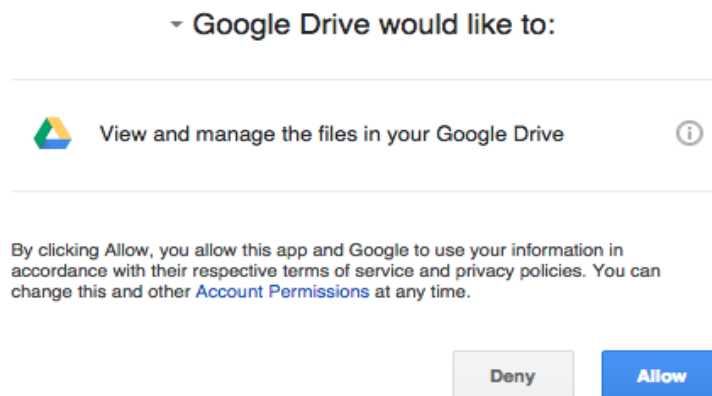 Google Drive would like to:
View and manage the files in your Google Drive
By clicking Allow, you allow this app and Google to use your information in
accordance with their respective terms of service and privacy policies. You can
change this and other Account Permissions at any time.
Deny
Allow